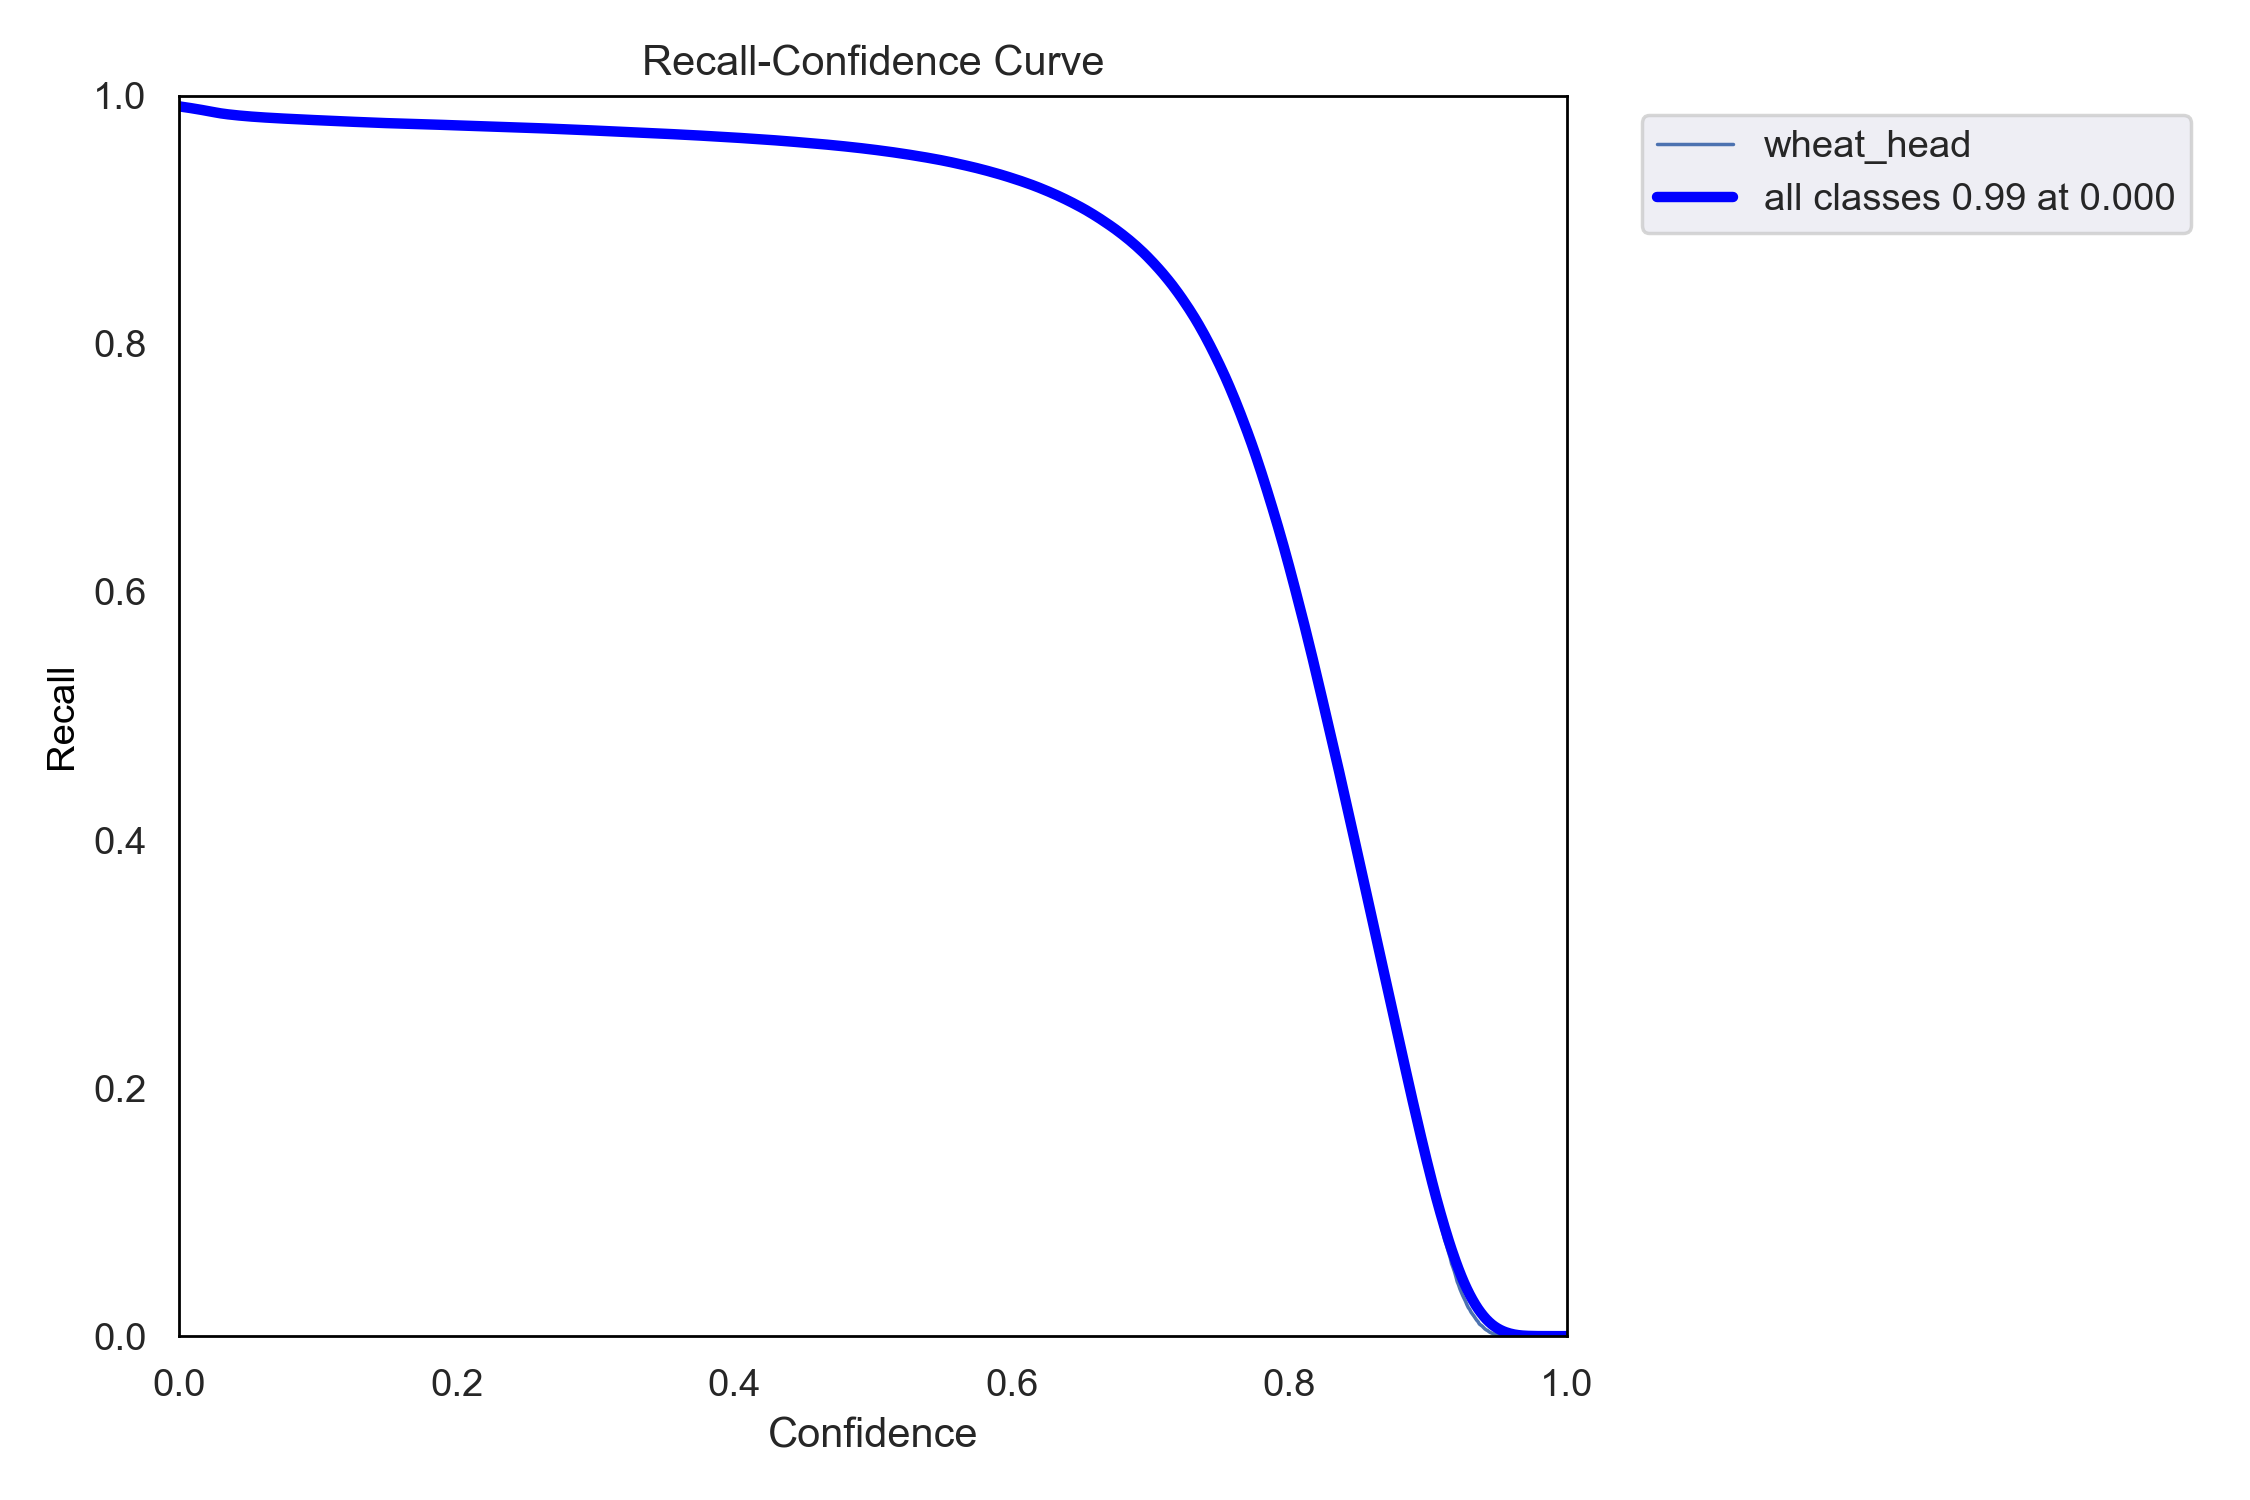 Recall-Confidence Curve
1.0
0.8
0.6
0.4
0.2
0.0
Recall
0.0 0.2 0.4 0.6 0.8 1.0
Confidence
wheat_head
all classes 0.99 at 0.000